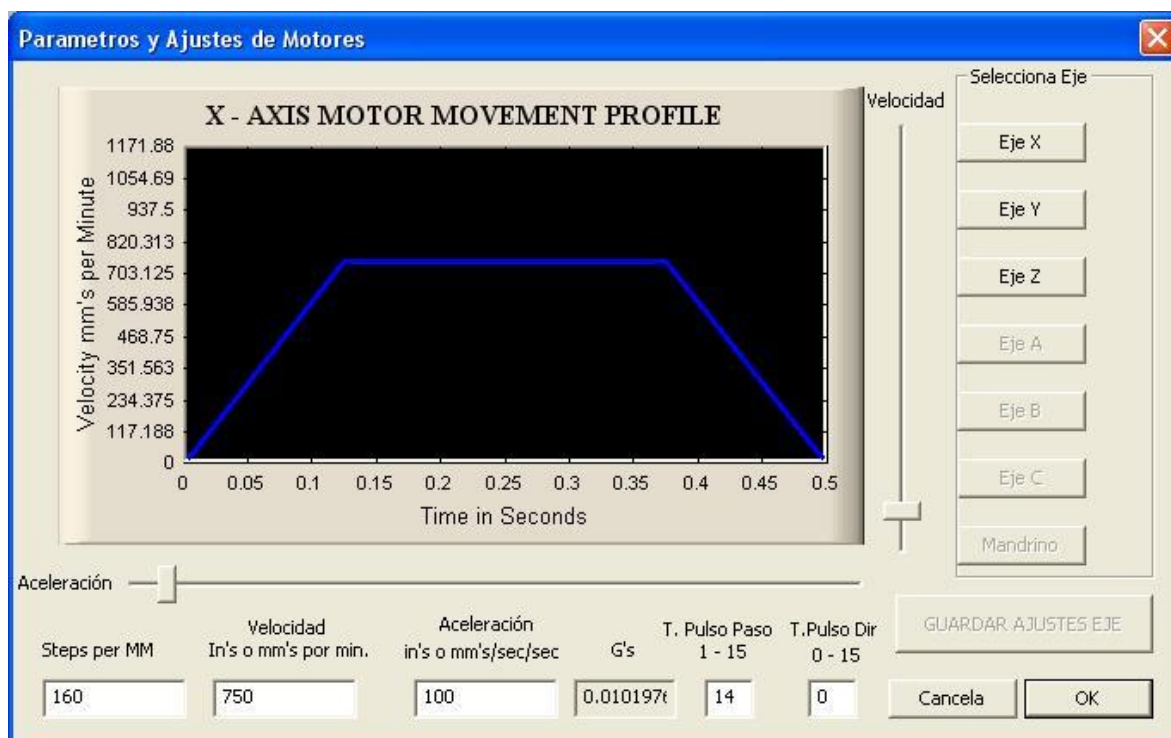 Parametros y Ajustes de Motores
X - AXIS MOTOR MOVEMENT PROFILE
Velocity mm's per Minute
1171.88
1054.69
937.5
820.313
703.125
585.938
468.75
351.563
234.375
117.188
0
0 0.05 0.1 0.15 0.2 0.25 0.3 0.35 0.4 0.45 0.5
Time in Seconds
Velocidad
Selecciona Eje
Eje X
Eje Y
Eje Z
Eje A
Eje B
Eje C
Mandrino
Aceleración
Steps per MM
160
Velocidad
In's o mm's por min.
750
Aceleración
in's o mm's/sec/sec
100
G's
0.0101976
T. Pulso Paso
1 - 15
14
T.Pulso Dir
0 - 15
0
GUARDAR AJUSTES EJE
Cancela
OK